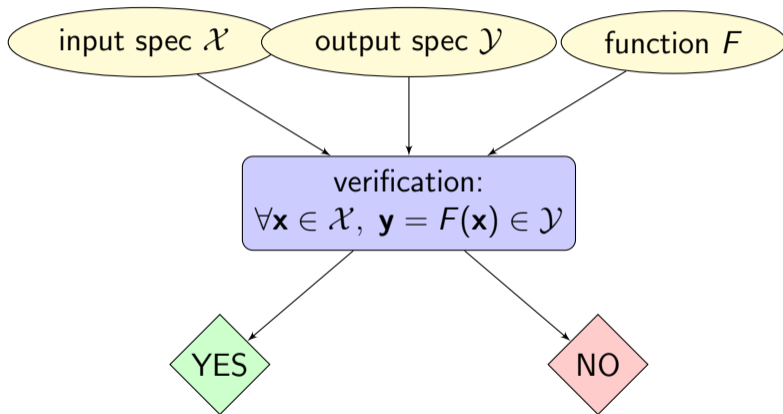 input spec 𝒳
output spec 𝒴
function F
verification:
∀x ∈ 𝒳, y = F(x) ∈ 𝒴
YES
NO